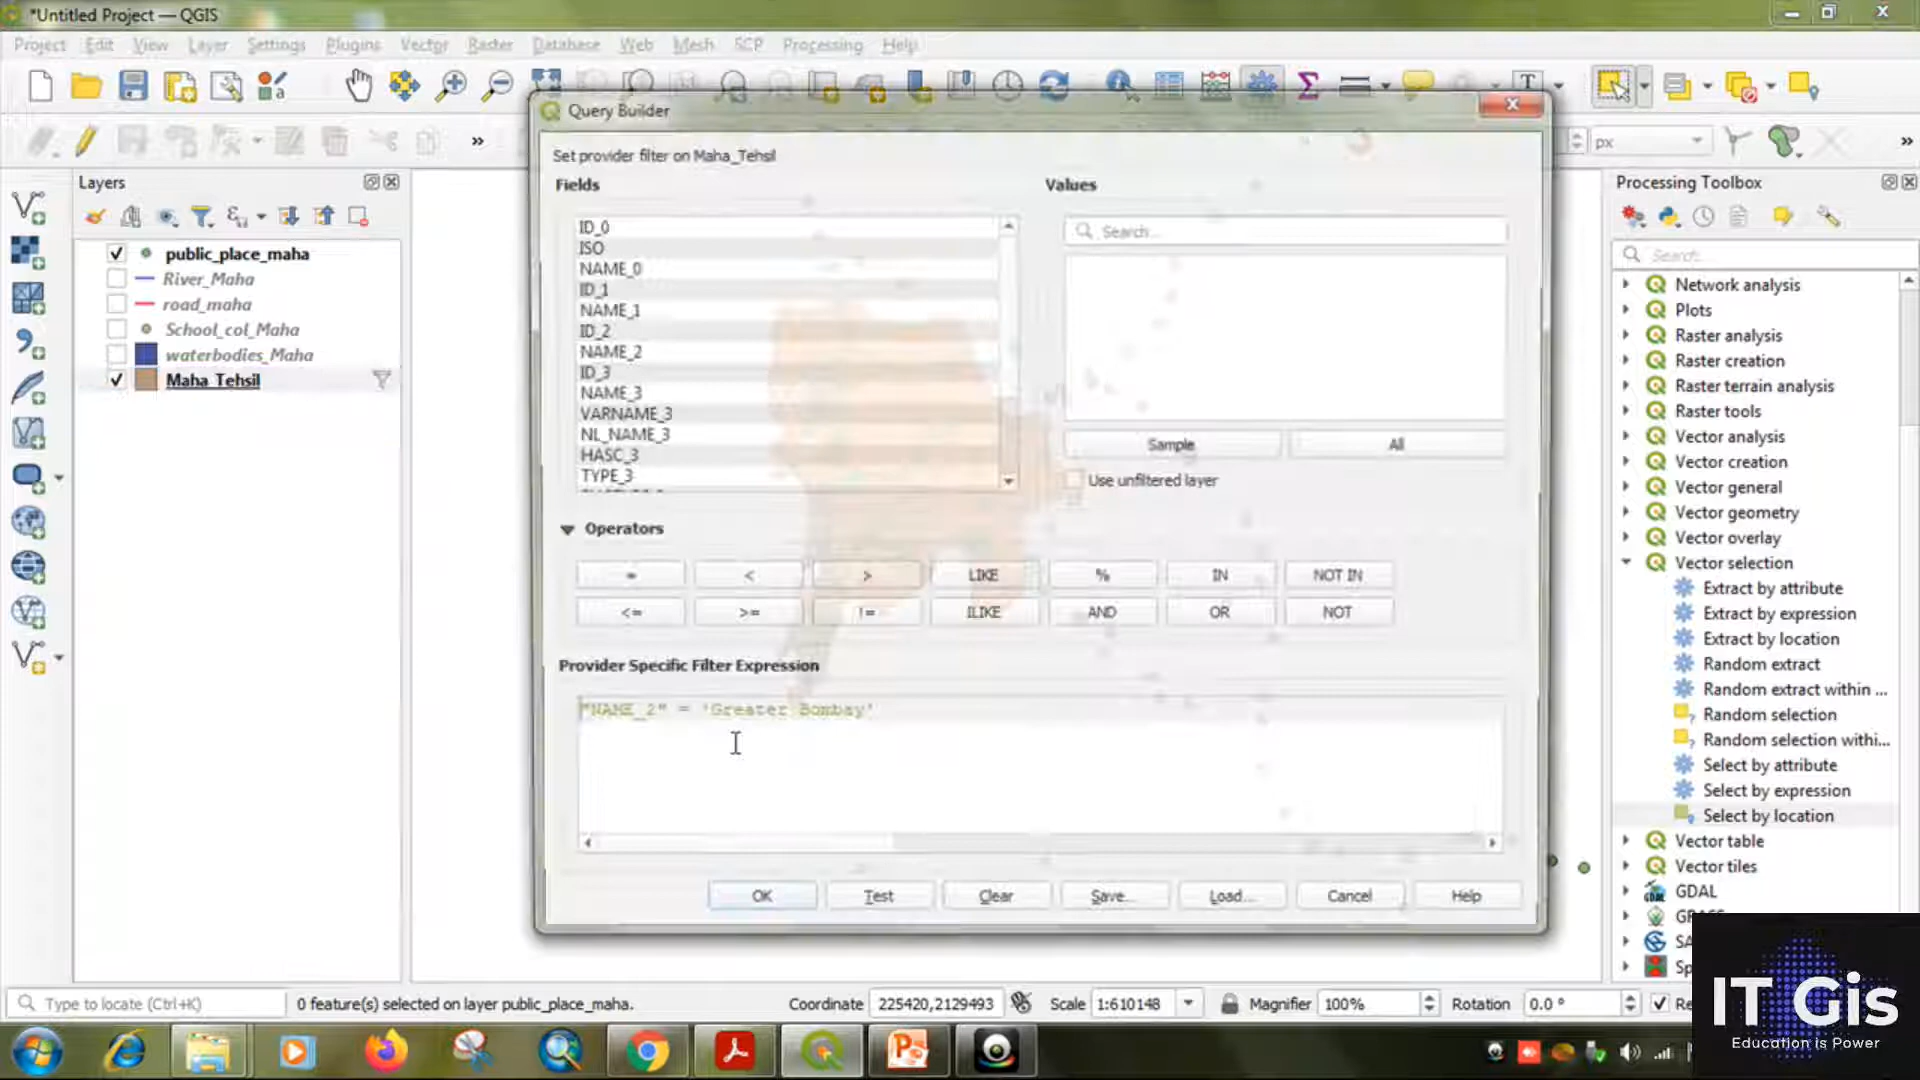 *Untitled Project — QGIS
Project Edit View Layer Settings Plugins Vector Raster Database Web Mesh SCP Processing Help
px
Query Builder
Set provider filter on Maha_Tehsil
Fields
Values
ID_0
ISO
NAME_0
ID_1
NAME_1
ID_2
NAME_2
ID_3
NAME_3
VARNAME_3
NL_NAME_3
HASC_3
TYPE_3
Search...
Sample
All
Use unfiltered layer
Operators
= < > LIKE % IN NOT IN
<= >= != ILIKE AND OR NOT
Provider Specific Filter Expression
"NAME_2" = 'Greater Bombay'
OK Test Clear Save... Load... Cancel Help
Layers
public_place_maha
River_Maha
road_maha
School_col_Maha
waterbodies_Maha
Maha_Tehsil
Processing Toolbox
Search...
Network analysis
Plots
Raster analysis
Raster creation
Raster terrain analysis
Raster tools
Vector analysis
Vector creation
Vector general
Vector geometry
Vector overlay
Vector selection
Extract by attribute
Extract by expression
Extract by location
Random extract
Random extract within ...
Random selection
Random selection withi...
Select by attribute
Select by expression
Select by location
Vector table
Vector tiles
GDAL
Type to locate (Ctrl+K)
0 feature(s) selected on layer public_place_maha.
Coordinate 225420,2129493
Scale 1:610148
Magnifier 100%
Rotation 0.0 °
IT Gis
Education is Power